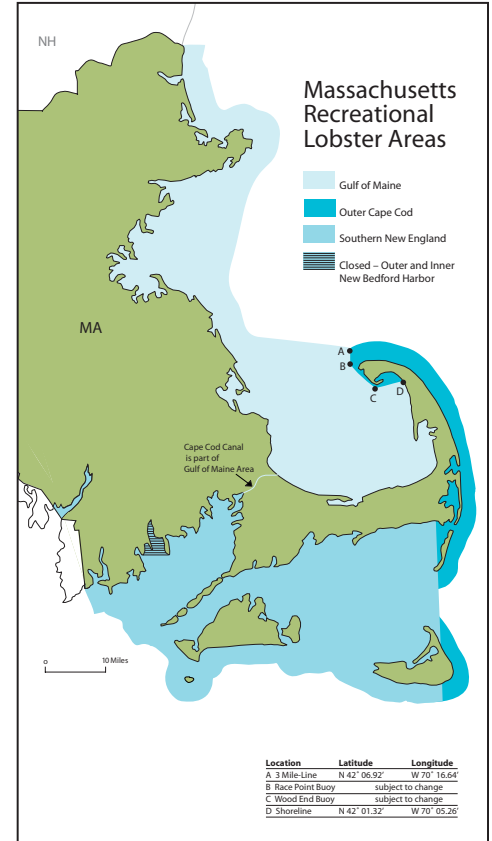 NH
Massachusetts
Recreational
Lobster Areas
Gulf of Maine
Outer Cape Cod
Southern New England
Closed – Outer and Inner
New Bedford Harbor
MA
A
B
C
D
Cape Cod Canal
is part of
Gulf of Maine Area
0 10 Miles
Location Latitude Longitude
A 3 Mile-Line N 42˚ 06.92' W 70˚ 16.64'
B Race Point Buoy subject to change
C Wood End Buoy subject to change
D Shoreline N 42˚ 01.32' W 70˚ 05.26'